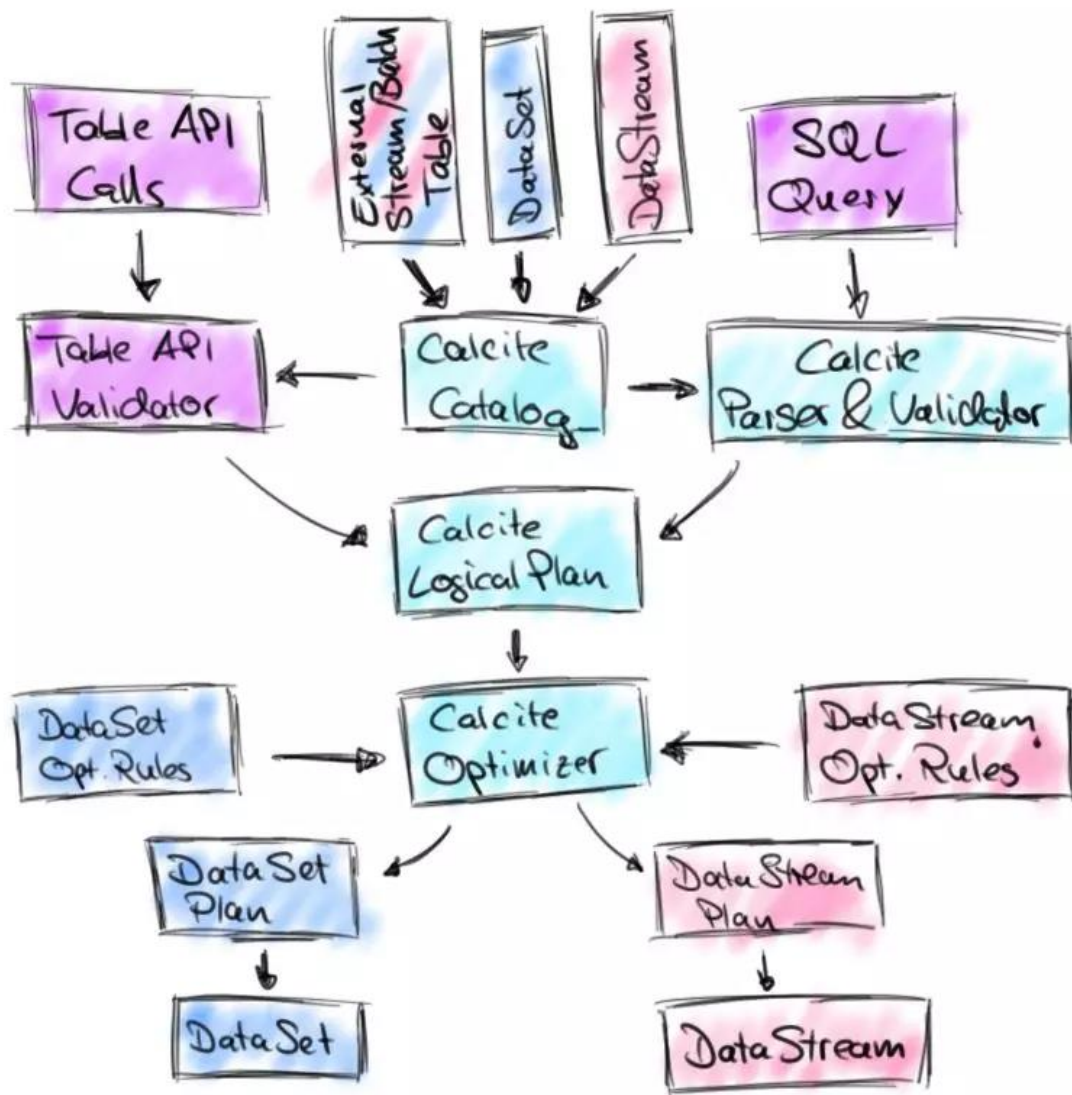 Table API
Calls
External
Stream/Batch
Table
DataSet
DataStream
SQL
Query
Table API
Validator
Calcite
Catalog
Calcite
Parser & Validator
Calcite
Logical Plan
DataSet
Opt. Rules
Calcite
Optimizer
DataStream
Opt. Rules
DataSet
Plan
DataStream
Plan
DataSet
DataStream